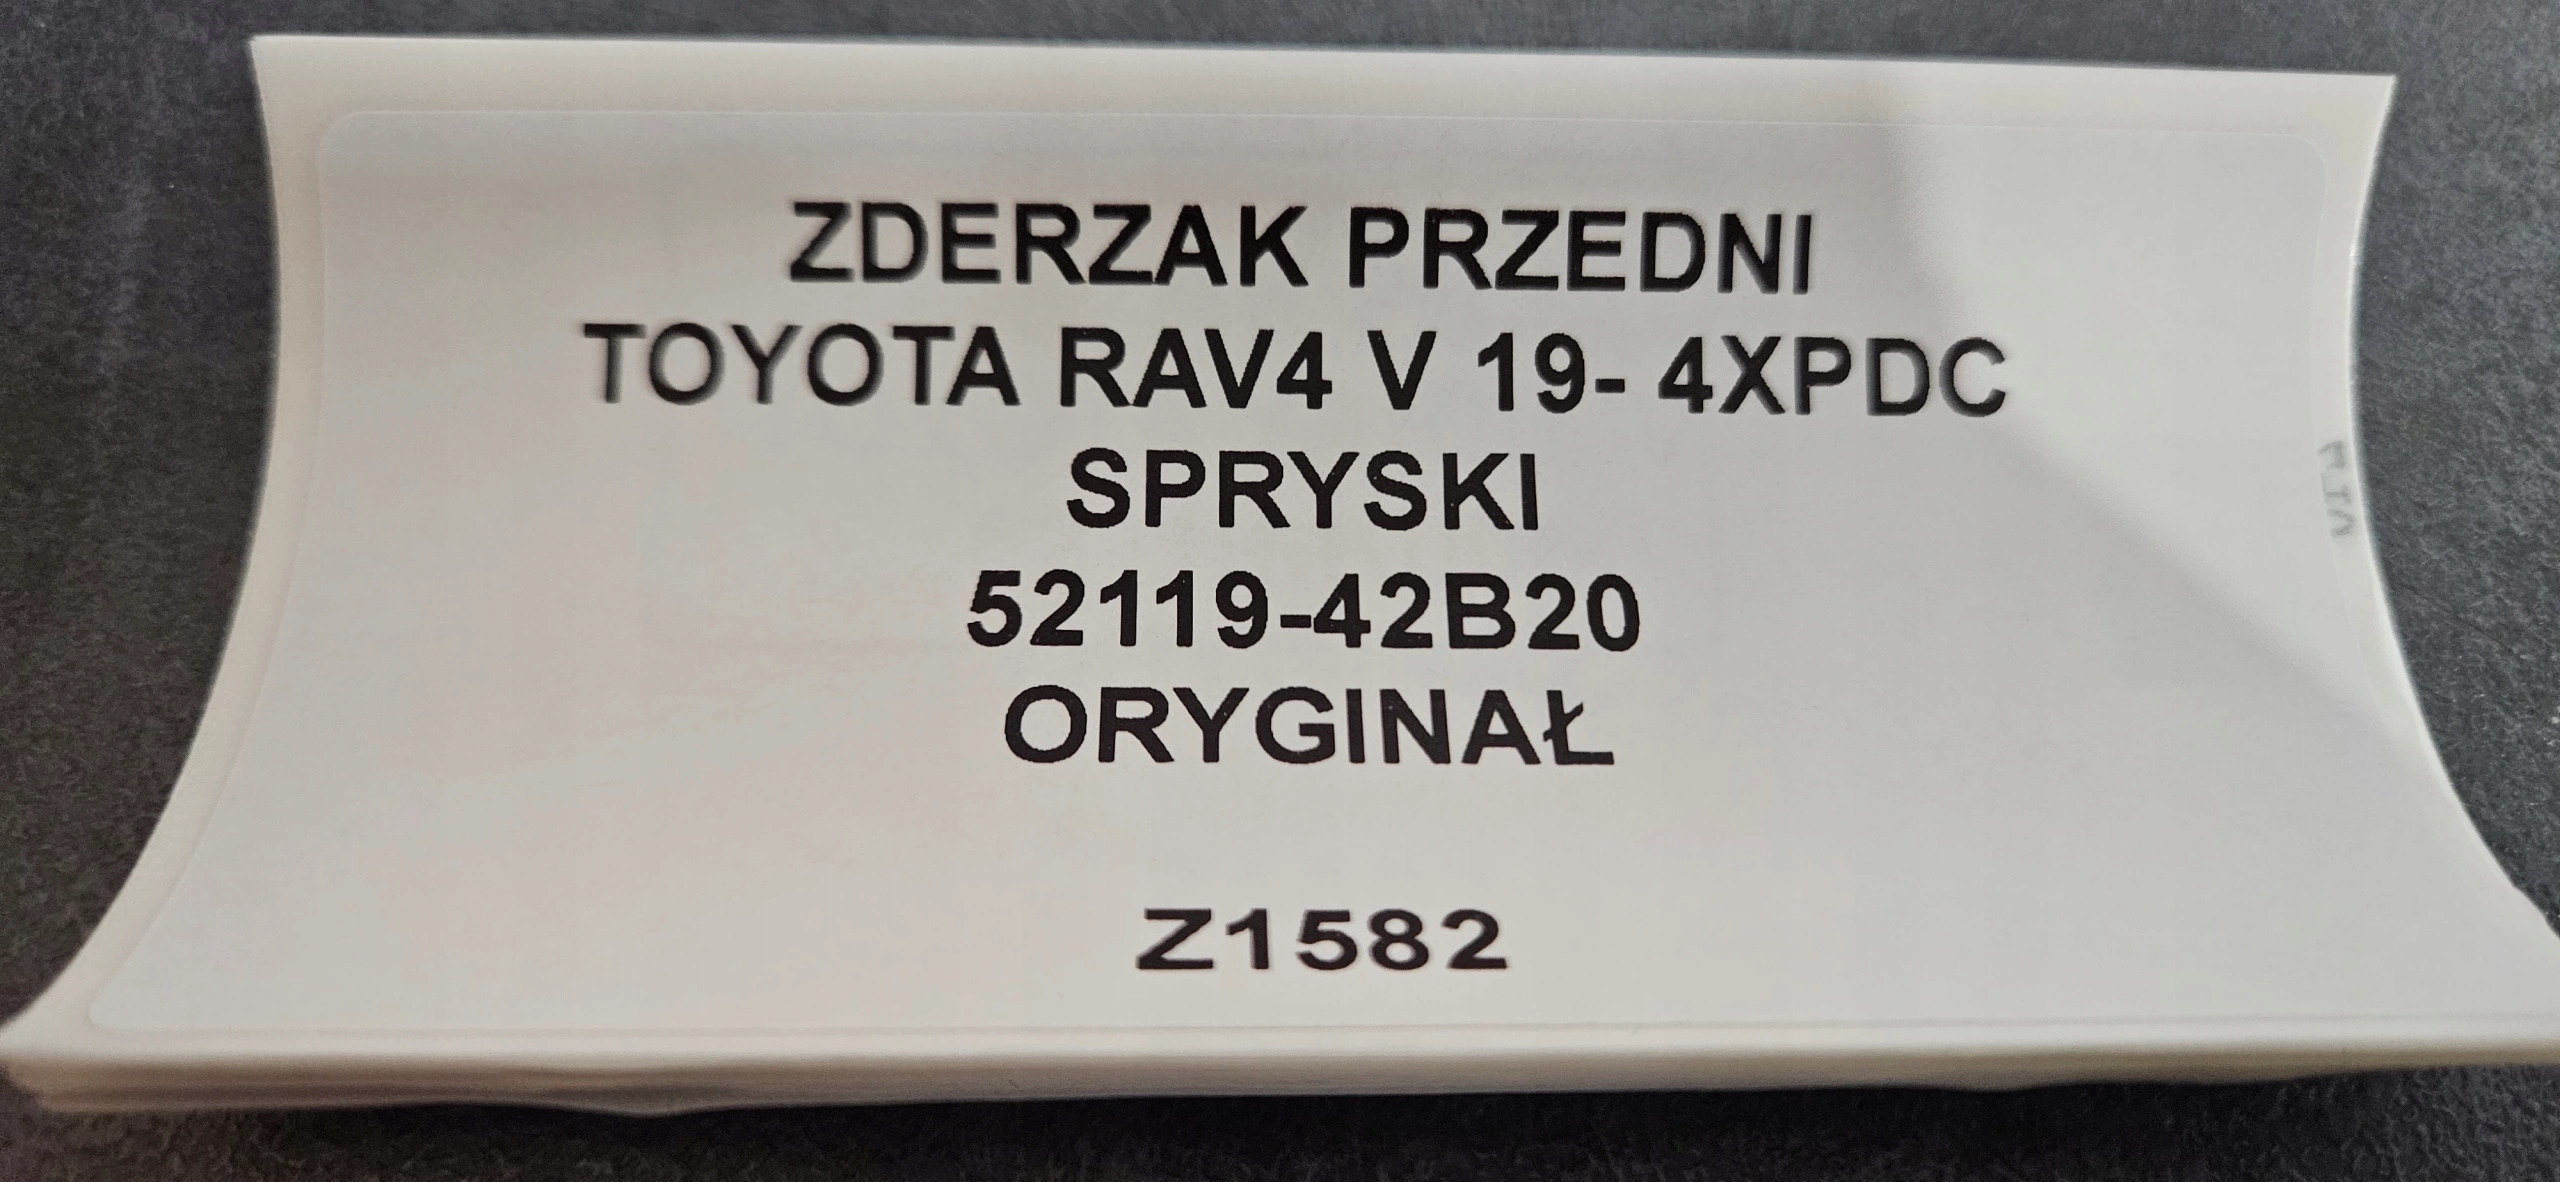 ZDERZAK PRZEDNI
TOYOTA RAV4 V 19- 4XPDC
SPRYSKI
52119-42B20
ORYGINAŁ
Z1582